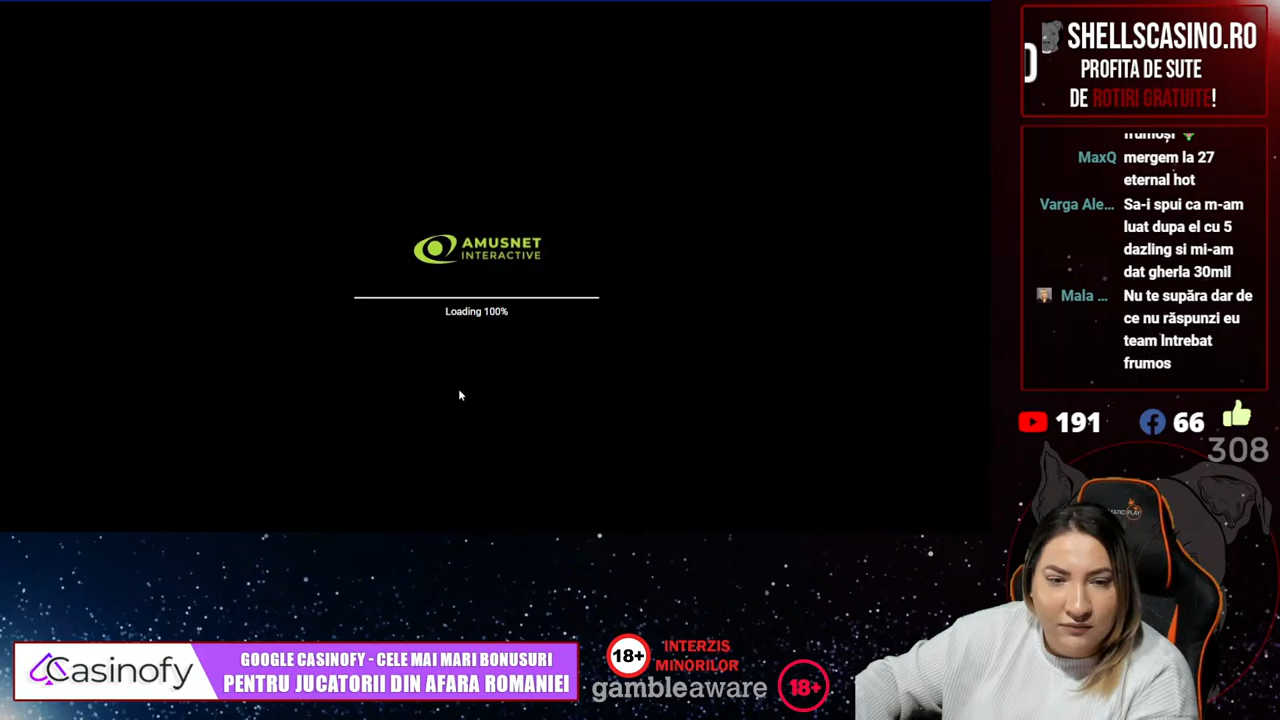 SHELLSCASINO.RO
PROFITA DE SUTE
DE ROTIRI GRATUITE!
frumoși
MaxQ mergem la 27
eternal hot
Varga Ale... Sa-i spui ca m-am
luat dupa el cu 5
dazling si mi-am
dat gherla 30mil
Mala ... Nu te supăra dar de
ce nu răspunzi eu
team Intrebat
frumos
AMUSNET
INTERACTIVE
Loading 100%
191 66
308
Casinofy
GOOGLE CASINOFY - CELE MAI MARI BONUSURI
PENTRU JUCATORII DIN AFARA ROMANIEI
18+ INTERZIS
MINORILOR
gambleaware 18+